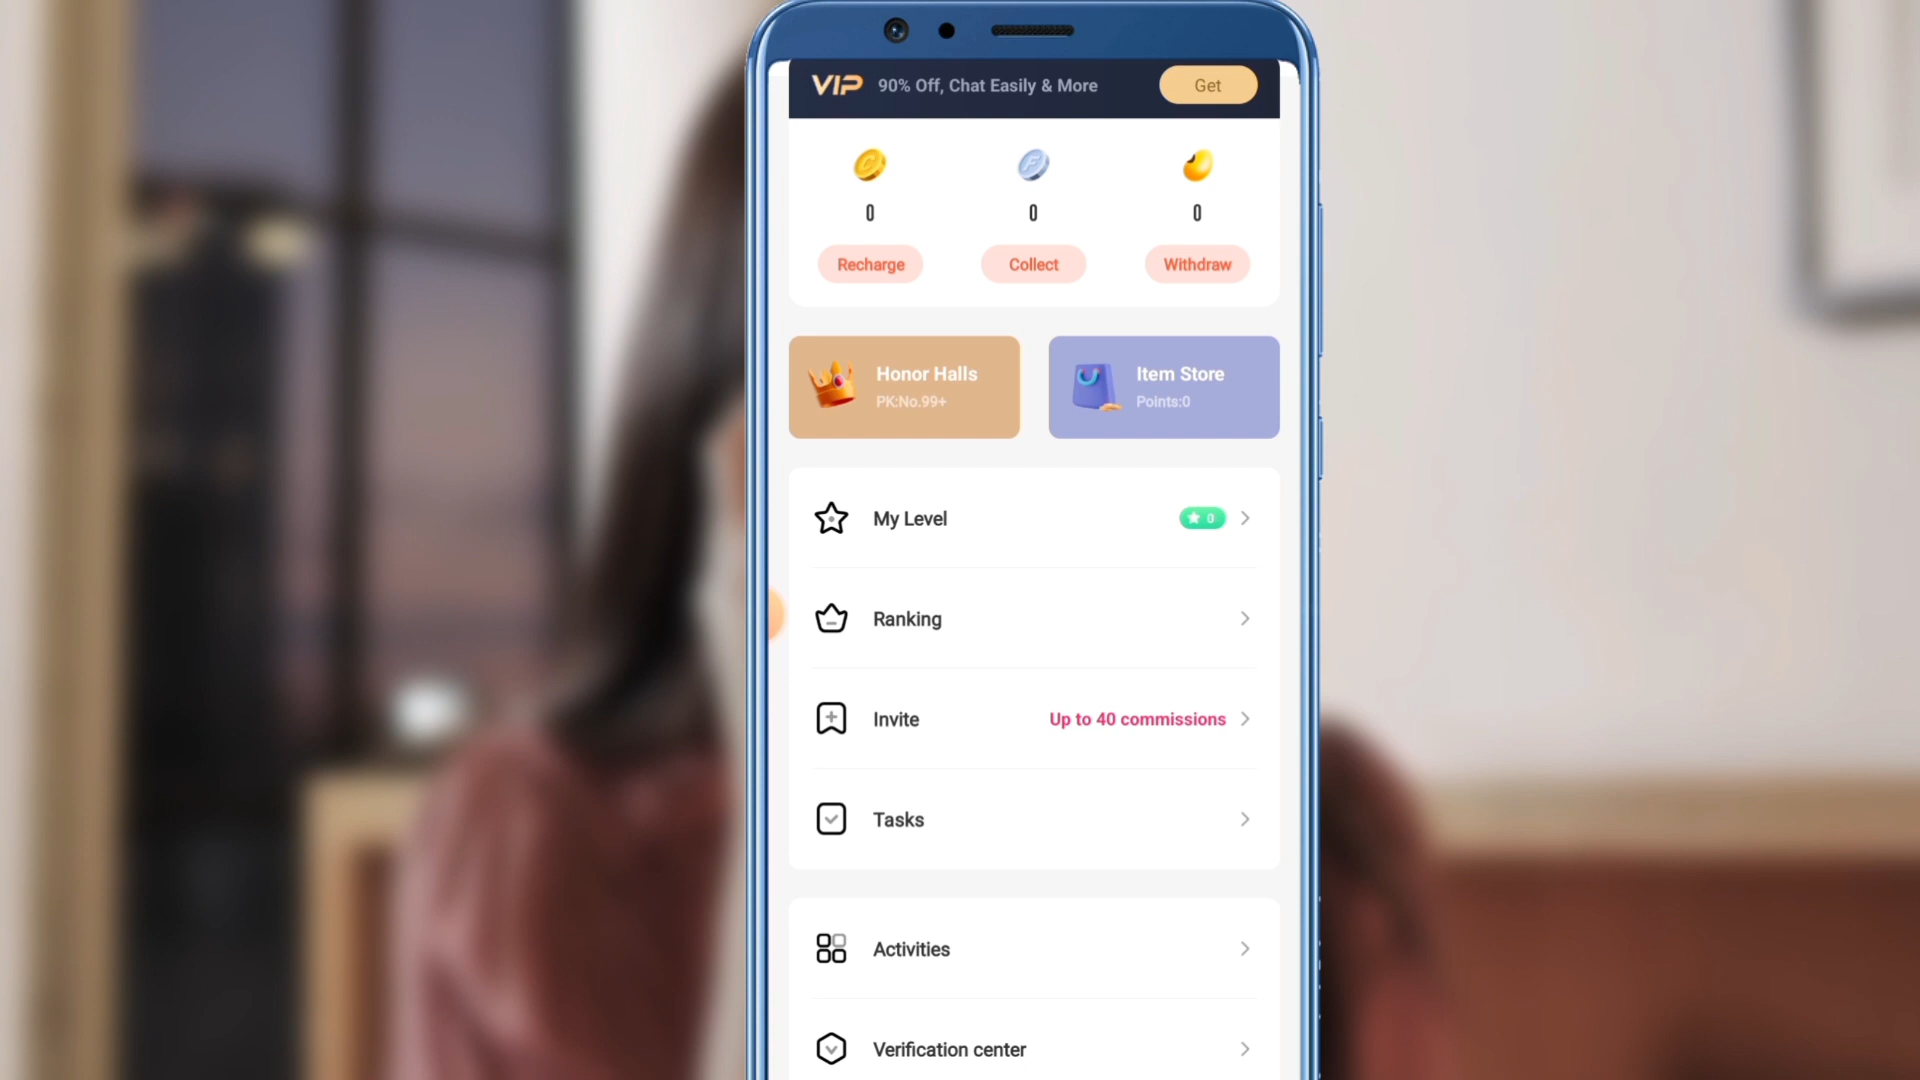 VIP 90% Off, Chat Easily & More Get
0 0 0
Recharge Collect Withdraw
Honor Halls
PK:No.99+
Item Store
Points:0
My Level 0
Ranking
Invite Up to 40 commissions
Tasks
Activities
Verification center